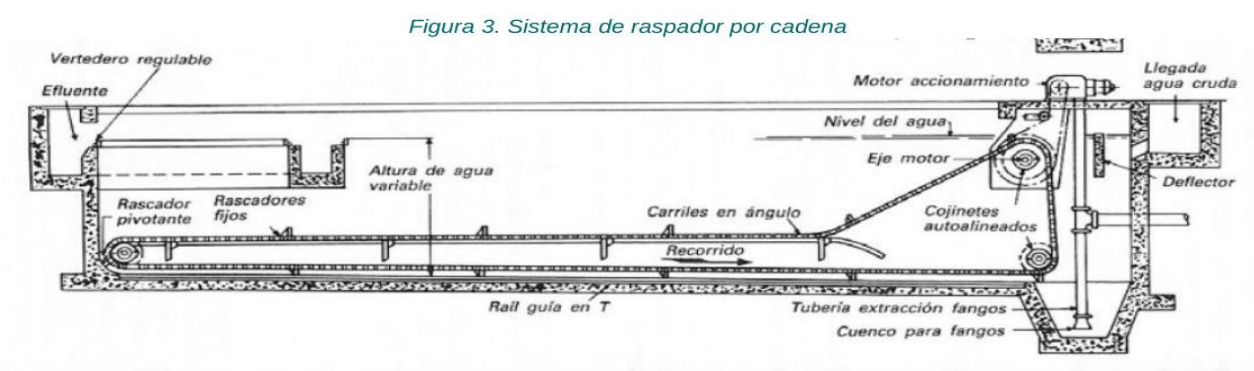 Figura 3. Sistema de raspador por cadena
Vertedero regulable
Efluente
Motor accionamiento
Llegada
agua cruda
Nivel del agua
Eje motor
Altura de agua
variable
Deflector
Rascador
pivotante
Rascadores
fijos
Carriles en ángulo
Cojinetes
autoalineados
Recorrido
Rail guía en T
Tubería extracción fangos
Cuenco para fangos